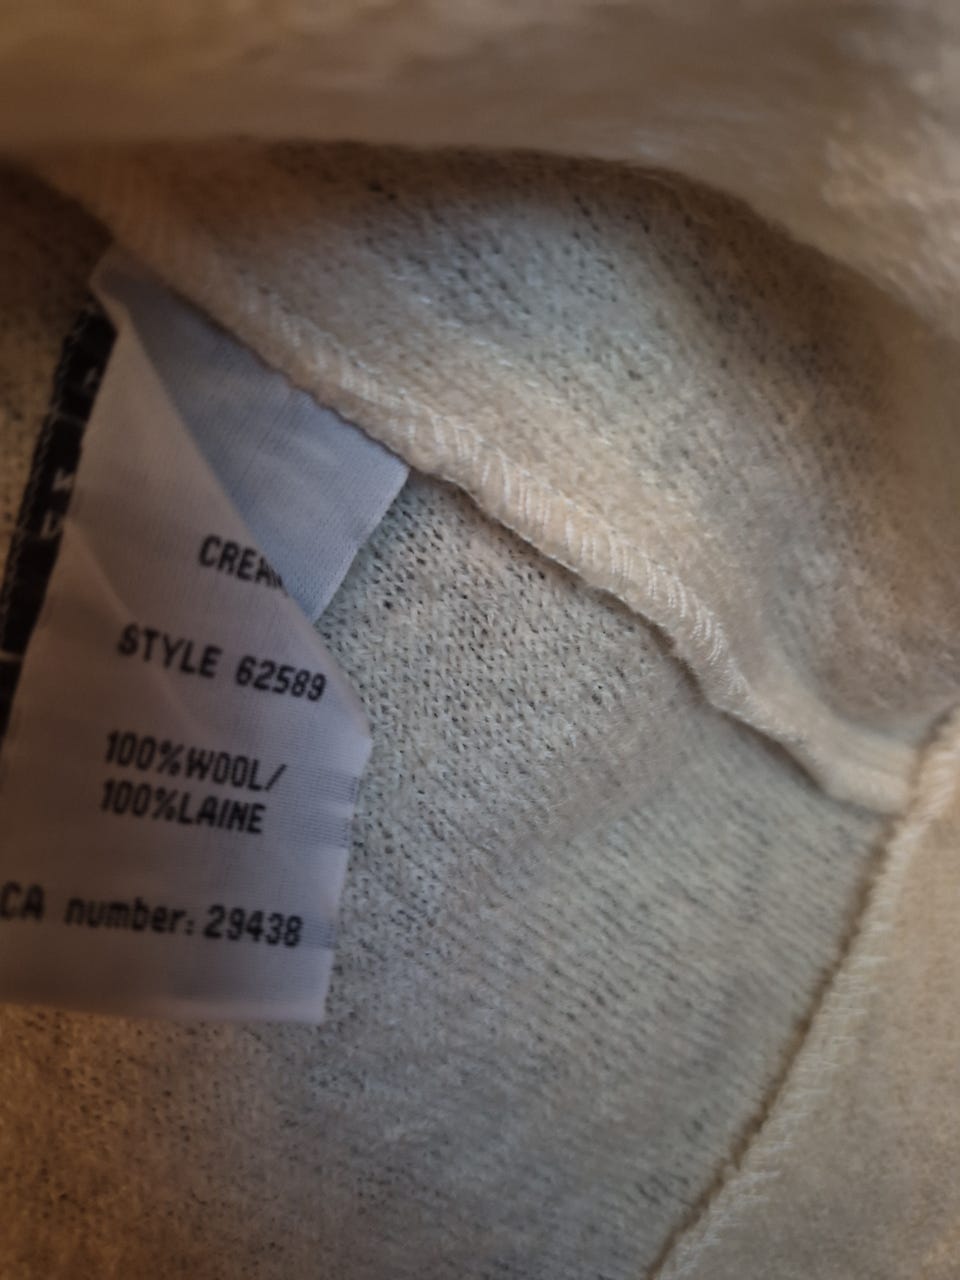 STYLE 62589
100%WOOL/
100%LAINE
CA number: 29438